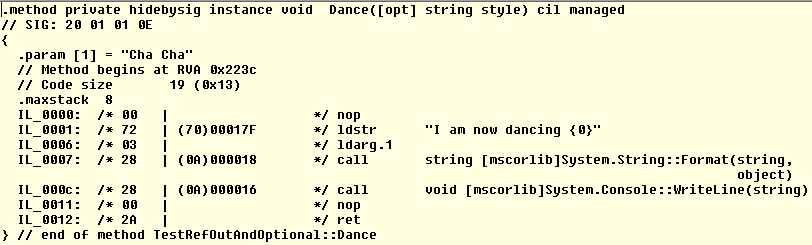 .method private hidebysig instance void  Dance([opt] string style) cil managed
// SIG: 20 01 01 0E
{
  .param [1] = "Cha Cha"
  // Method begins at RVA 0x223c
  // Code size       19 (0x13)
  .maxstack  8
  IL_0000:  /* 00   |                  */ nop
  IL_0001:  /* 72   | (70)00017F       */ ldstr      "I am now dancing {0}"
  IL_0006:  /* 03   |                  */ ldarg.1
  IL_0007:  /* 28   | (0A)000018       */ call       string [mscorlib]System.String::Format(string,
                                                                                            object)
  IL_000c:  /* 28   | (0A)000016       */ call       void [mscorlib]System.Console::WriteLine(string)
  IL_0011:  /* 00   |                  */ nop
  IL_0012:  /* 2A   |                  */ ret
} // end of method TestRefOutAndOptional::Dance